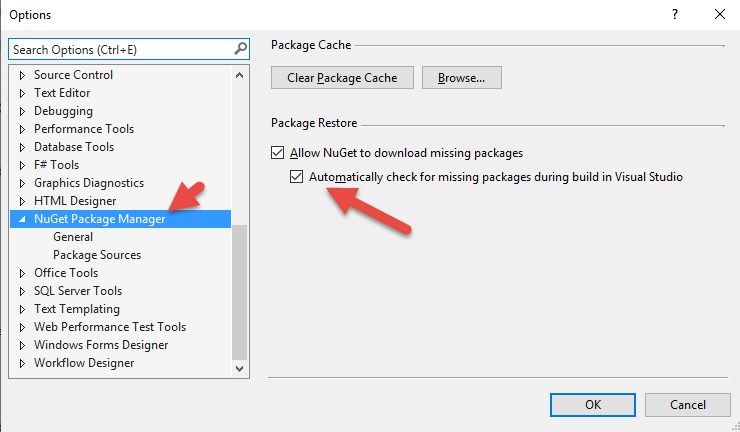 Options
?
Search Options (Ctrl+E)
Source Control
Text Editor
Debugging
Performance Tools
Database Tools
F# Tools
Graphics Diagnostics
HTML Designer
NuGet Package Manager
General
Package Sources
Office Tools
SQL Server Tools
Text Templating
Web Performance Test Tools
Windows Forms Designer
Workflow Designer
Package Cache
Clear Package Cache
Browse...
Package Restore
Allow NuGet to download missing packages
Automatically check for missing packages during build in Visual Studio
OK
Cancel